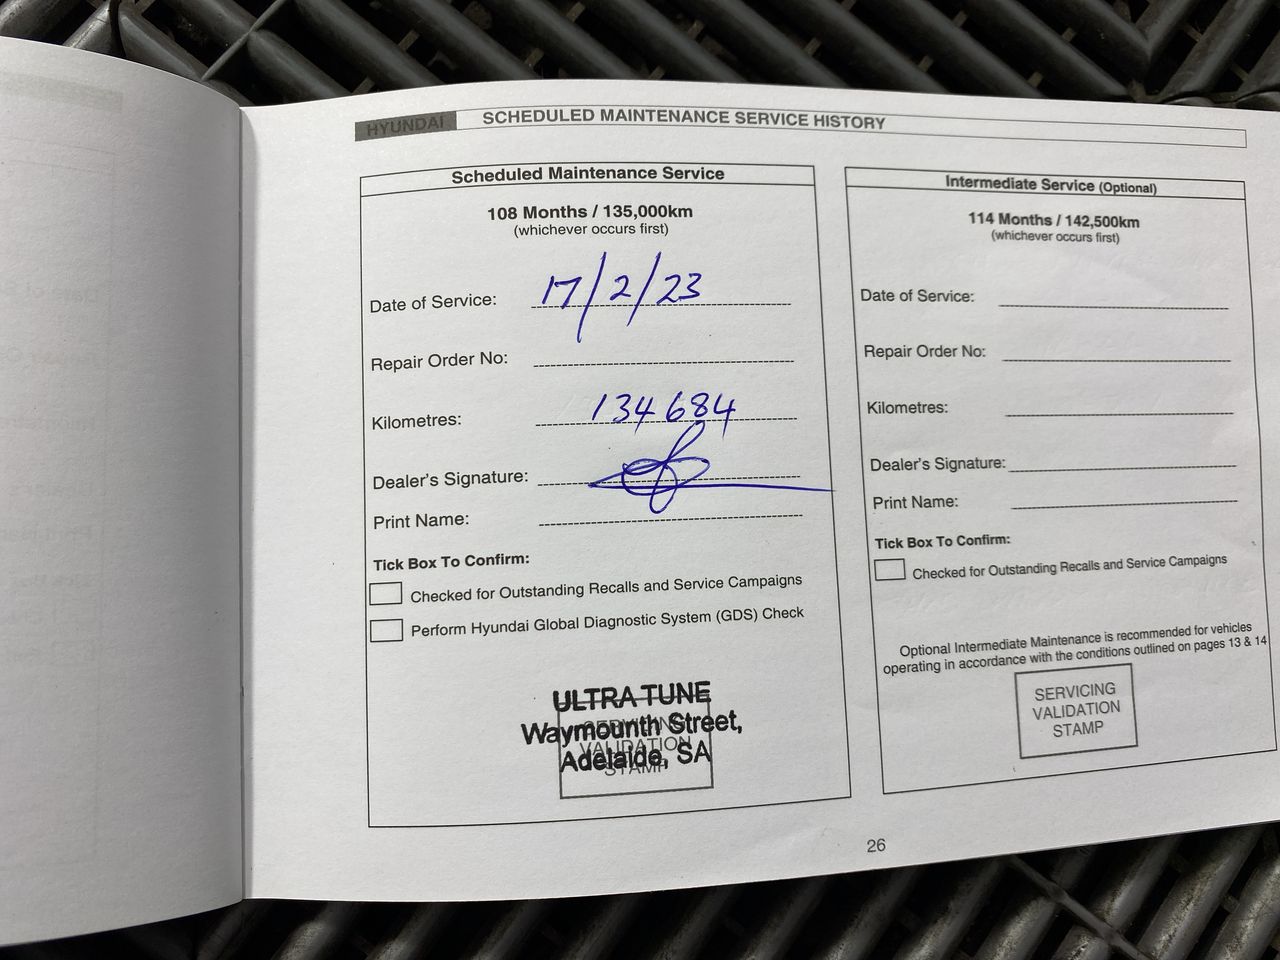 HYUNDAI SCHEDULED MAINTENANCE SERVICE HISTORY
Scheduled Maintenance Service
108 Months / 135,000km
(whichever occurs first)
Date of Service: 17/2/23
Repair Order No:
Kilometres: 134684
Dealer's Signature:
Print Name:
Tick Box To Confirm:
Checked for Outstanding Recalls and Service Campaigns
Perform Hyundai Global Diagnostic System (GDS) Check
ULTRA TUNE
Waymounth Street,
Adelaide, SA
SERVICING
VALIDATION
STAMP
Intermediate Service (Optional)
114 Months / 142,500km
(whichever occurs first)
Date of Service:
Repair Order No:
Kilometres:
Dealer's Signature:
Print Name:
Tick Box To Confirm:
Checked for Outstanding Recalls and Service Campaigns
Optional Intermediate Maintenance is recommended for vehicles
operating in accordance with the conditions outlined on pages 13 & 14
SERVICING
VALIDATION
STAMP
26